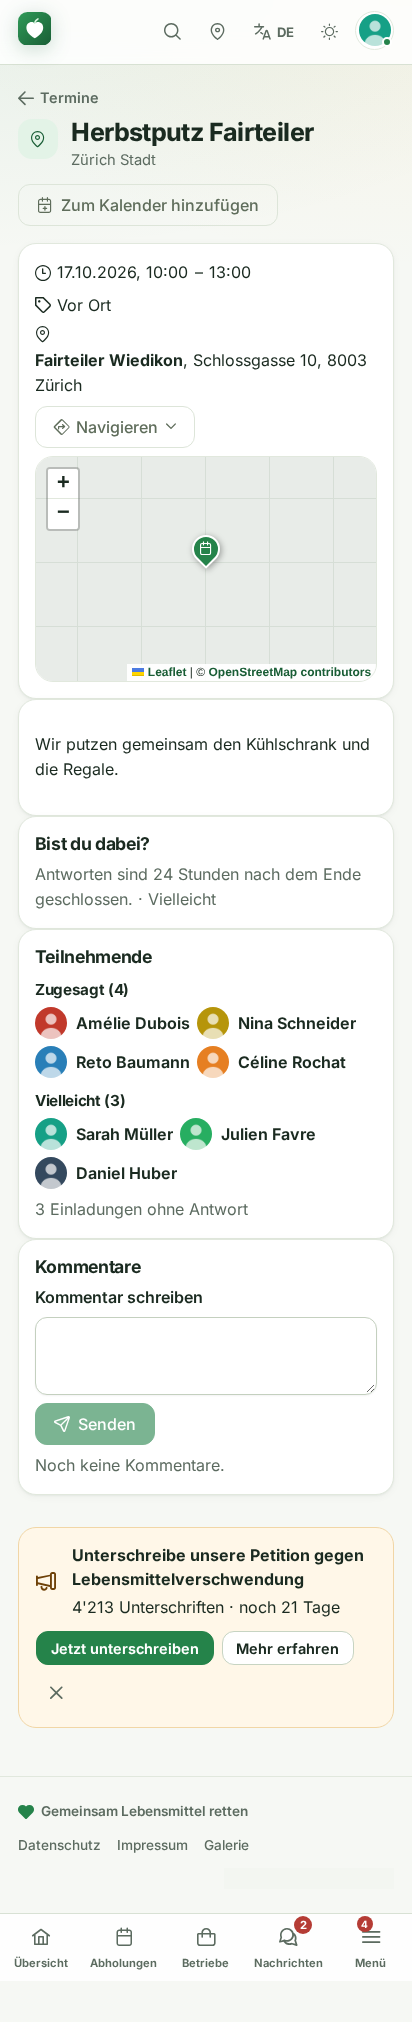 DE
Termine
Herbstputz Fairteiler
Zürich Stadt
Zum Kalender hinzufügen
17.10.2026, 10:00 – 13:00
Vor Ort
Fairteiler Wiedikon, Schlossgasse 10, 8003
Zürich
Navigieren
+
−
Leaflet | © OpenStreetMap contributors
Wir putzen gemeinsam den Kühlschrank und
die Regale.
Bist du dabei?
Antworten sind 24 Stunden nach dem Ende
geschlossen. · Vielleicht
Teilnehmende
Zugesagt (4)
Amélie Dubois Nina Schneider
Reto Baumann Céline Rochat
Vielleicht (3)
Sarah Müller Julien Favre
Daniel Huber
3 Einladungen ohne Antwort
Kommentare
Kommentar schreiben
Senden
Noch keine Kommentare.
Unterschreibe unsere Petition gegen
Lebensmittelverschwendung
4'213 Unterschriften · noch 21 Tage
Jetzt unterschreiben Mehr erfahren
Gemeinsam Lebensmittel retten
Datenschutz Impressum Galerie
2 4
Übersicht Abholungen Betriebe Nachrichten Menü